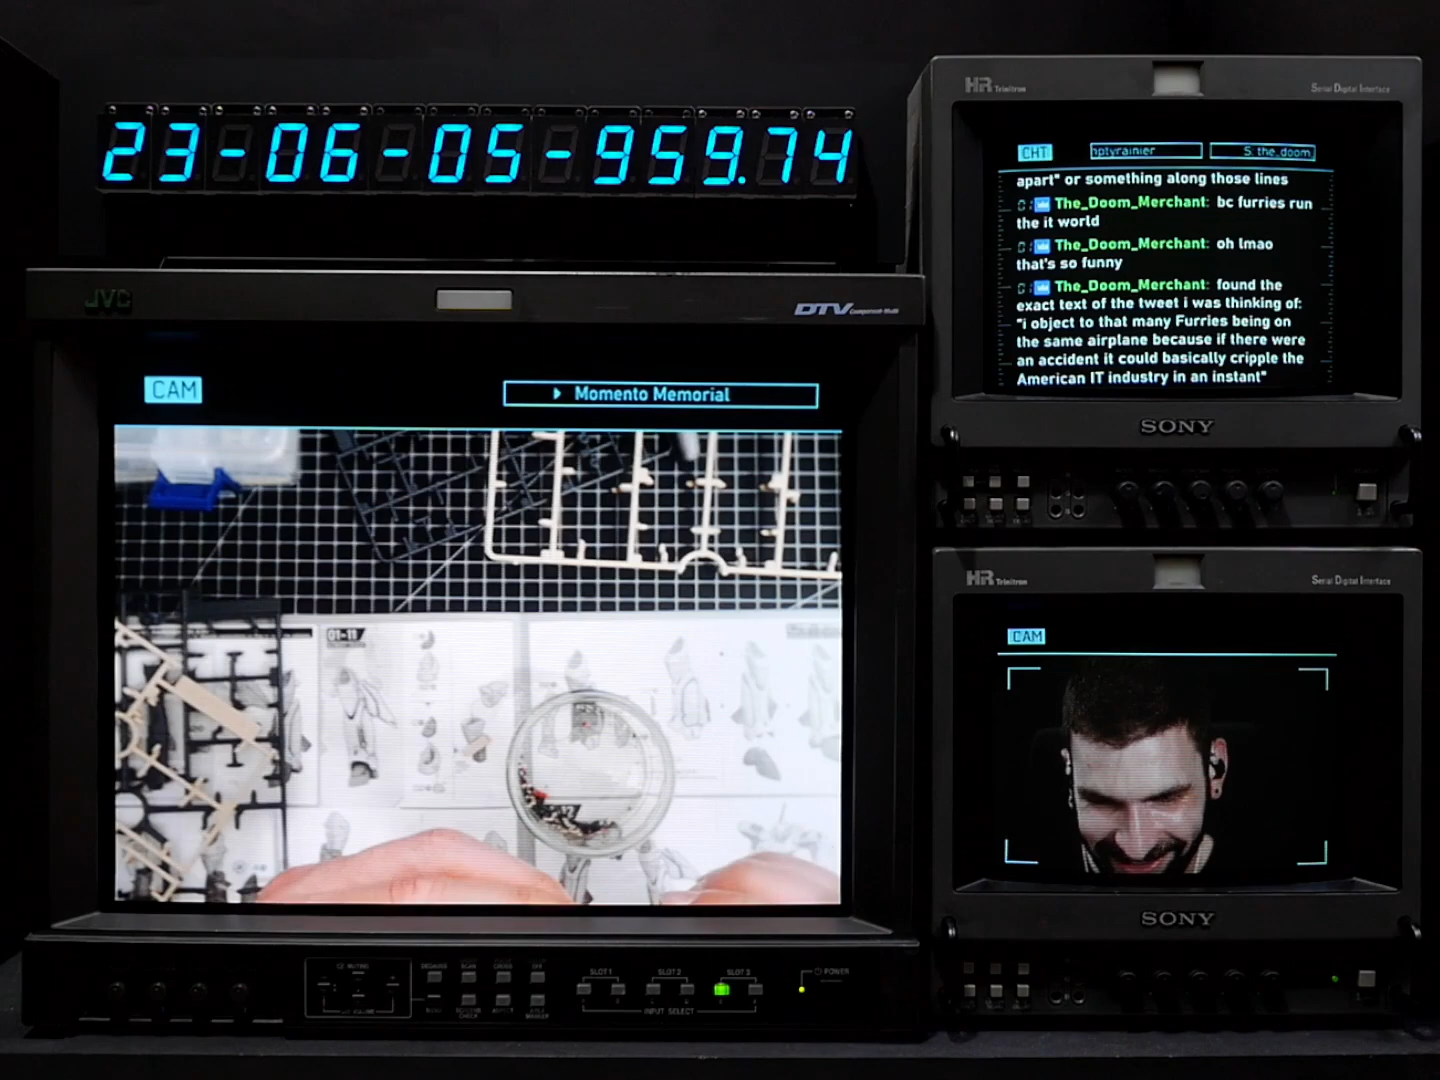 23-06-05-959.74
JVC
DTV
CAM
Momento Memorial
01-11
SLOT 1
SLOT 2
SLOT 3
INPUT SELECT
POWER
HR Trinitron
Serial Digital Interface
CHT
ptyrainier
S. the_doom
apart" or something along those lines
The_Doom_Merchant: bc furries run
the it world
The_Doom_Merchant: oh lmao
that's so funny
The_Doom_Merchant: found the
exact text of the tweet i was thinking of:
"i object to that many Furries being on
the same airplane because if there were
an accident it could basically cripple the
American IT industry in an instant"
SONY
HR Trinitron
Serial Digital Interface
CAM
SONY